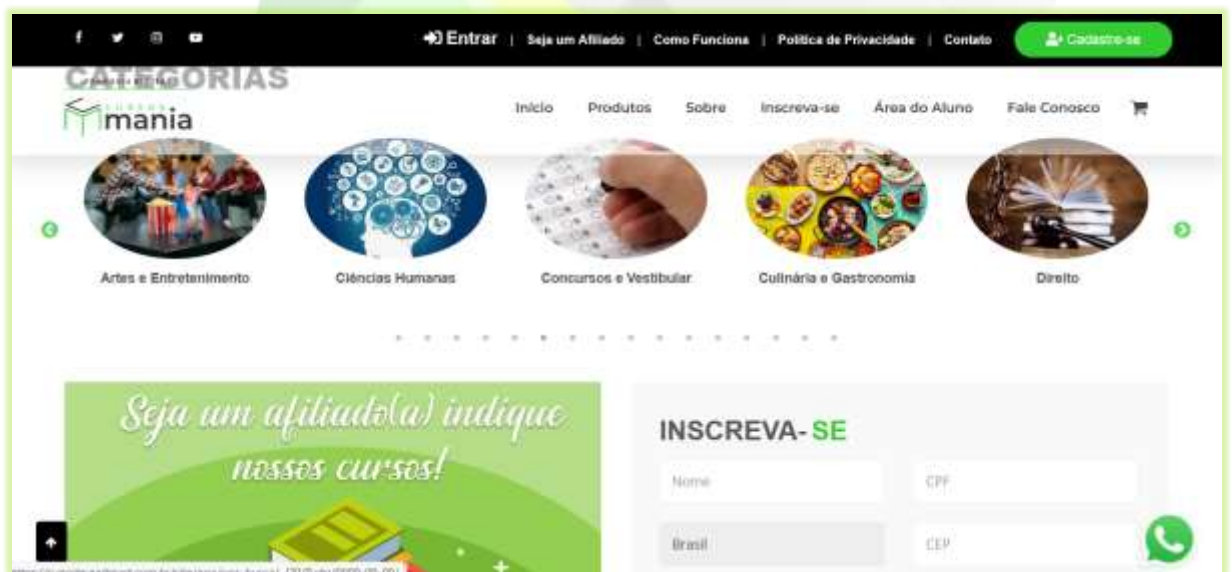 Entrar | Seja um Afiliado | Como Funciona | Política de Privacidade | Contato Cadastre-se
CATEGORIAS
CURSOS
mania
Início Produtos Sobre Inscreva-se Área do Aluno Fale Conosco
Artes e Entretenimento Ciências Humanas Concursos e Vestibular Culinária e Gastronomia Direito
Seja um afiliado(a) indique
nossos cursos!
INSCREVA-SE
Nome CPF
Brasil CEP